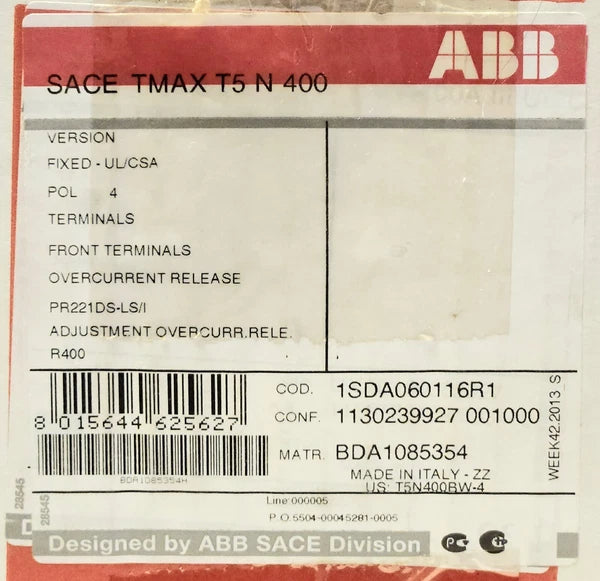 ABB
SACE TMAX T5 N 400
VERSION
FIXED - UL/CSA
POL 4
TERMINALS
FRONT TERMINALS
OVERCURRENT RELEASE
PR221DS-LS/I
ADJUSTMENT OVERCURR.RELE.
R400
8 015644 625627
BDA1085354H
COD. 1SDA060116R1
CONF. 1130239927 001000
MATR. BDA1085354
MADE IN ITALY - ZZ
US: T5N400BW-4
WEEK42.2013_S
28545
28545
Line:000005
P.O.5504-00045281-0005
Designed by ABB SACE Division